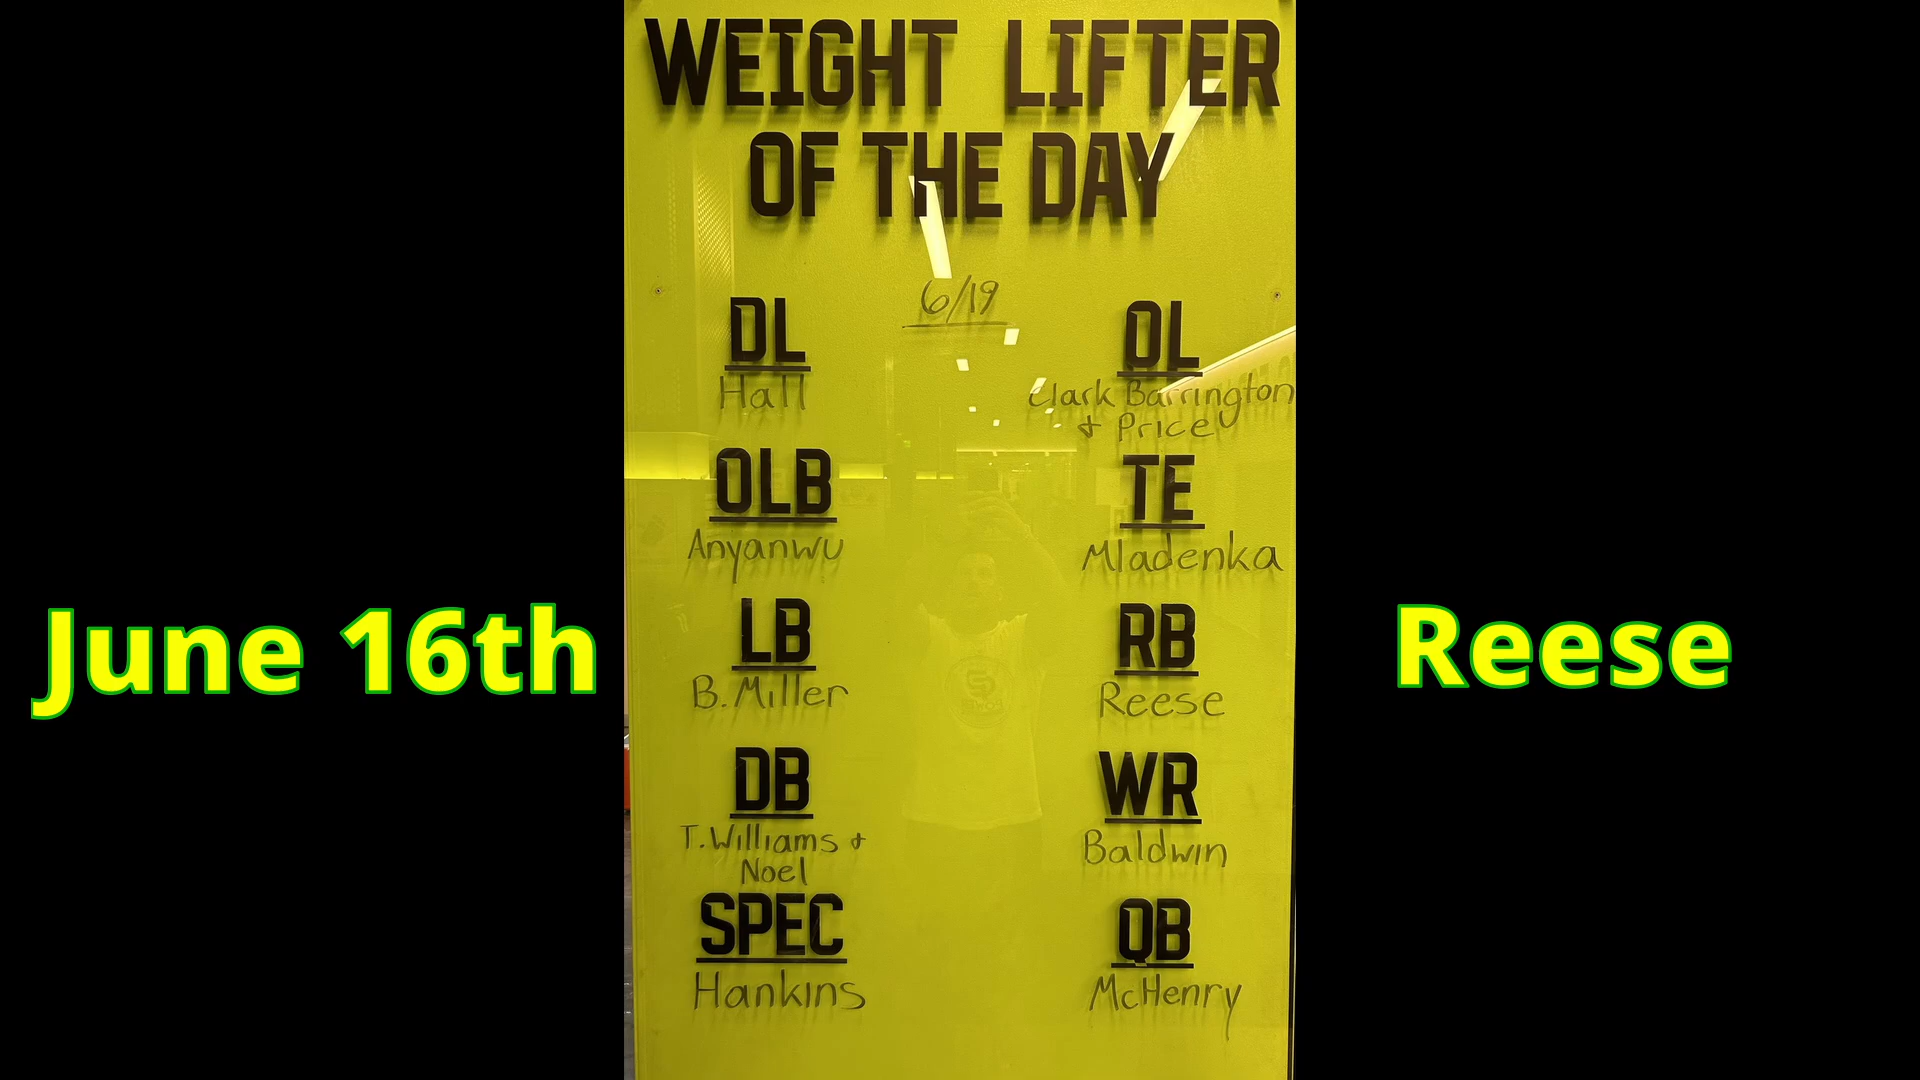 WEIGHT LIFTER
OF THE DAY
6/19
DL
Hall
OL
Clark Barrington
& Price
OLB
Anyanwu
TE
Mladenka
LB
B. Miller
RB
Reese
June 16th
Reese
DB
T. Williams &
Noel
WR
Baldwin
SPEC
Hankins
QB
McHenry